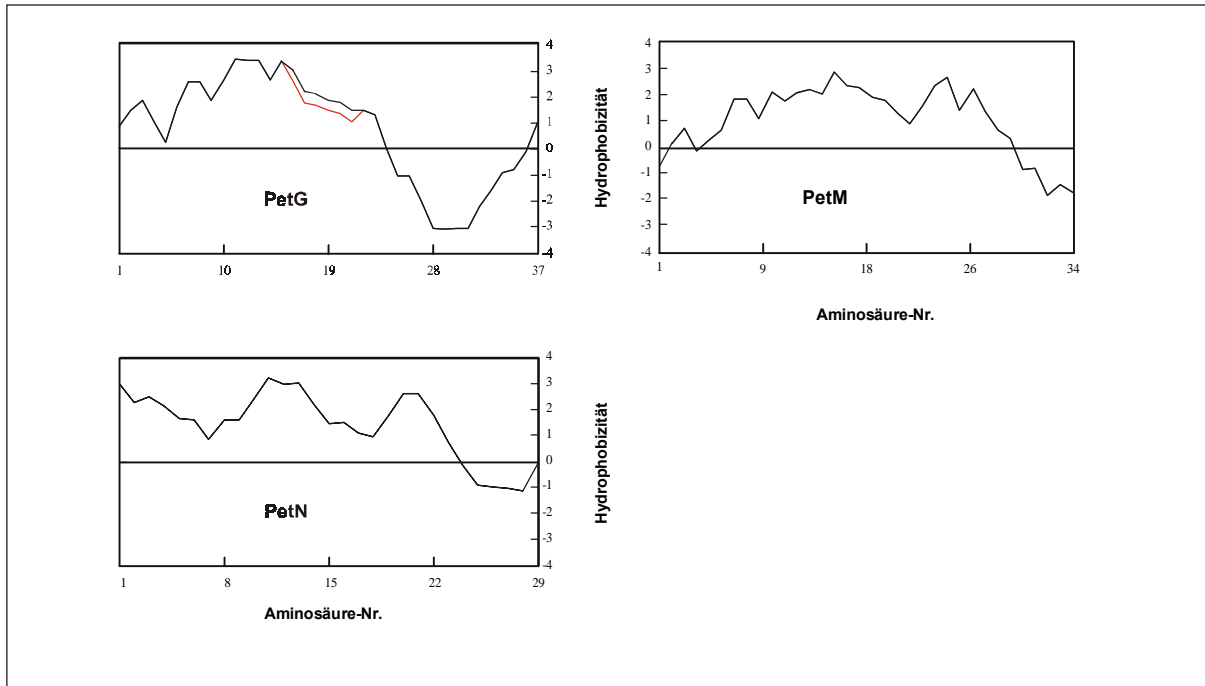 4
3
2
1
0
-1
-2
-3
-4
PetG
1 10 19 28 37
Hydrophobizität
4
3
2
1
0
-1
-2
-3
-4
PetM
1 9 18 26 34
Aminosäure-Nr.
4
3
2
1
0
-1
-2
-3
-4
PetN
1 8 15 22 29
Hydrophobizität
Aminosäure-Nr.